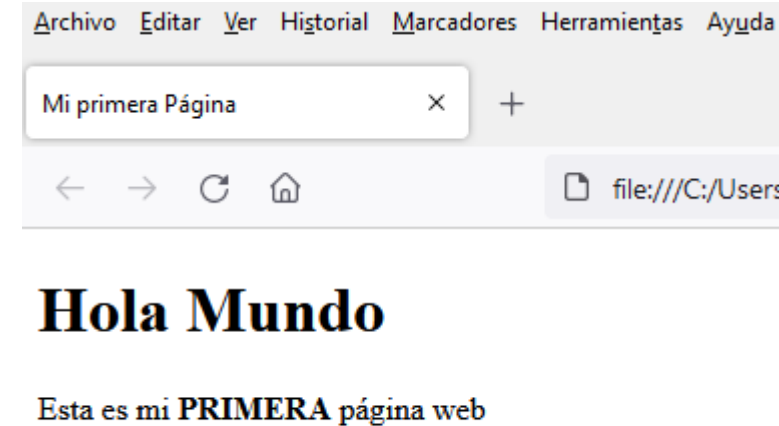 Archivo Editar Ver Historial Marcadores Herramientas Ayuda
Mi primera Página
file:///C:/Users
Hola Mundo
Esta es mi PRIMERA página web